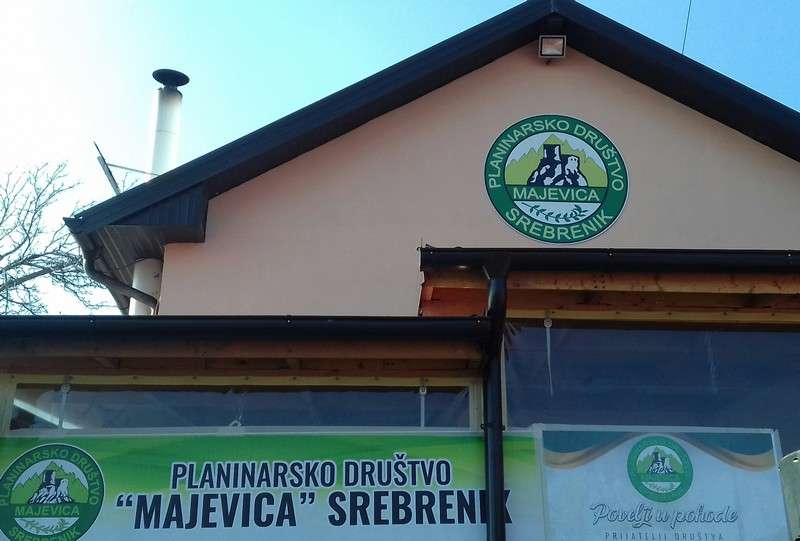 PLANINARSKO DRUŠTVO
MAJEVICA
SREBRENIK
PLANINARSKO DRUŠTVO
MAJEVICA
SREBRENIK
PLANINARSKO DRUŠTVO
“MAJEVICA” SREBRENIK
Povelji u pohode
PRIJATELJI DRUŠTVA